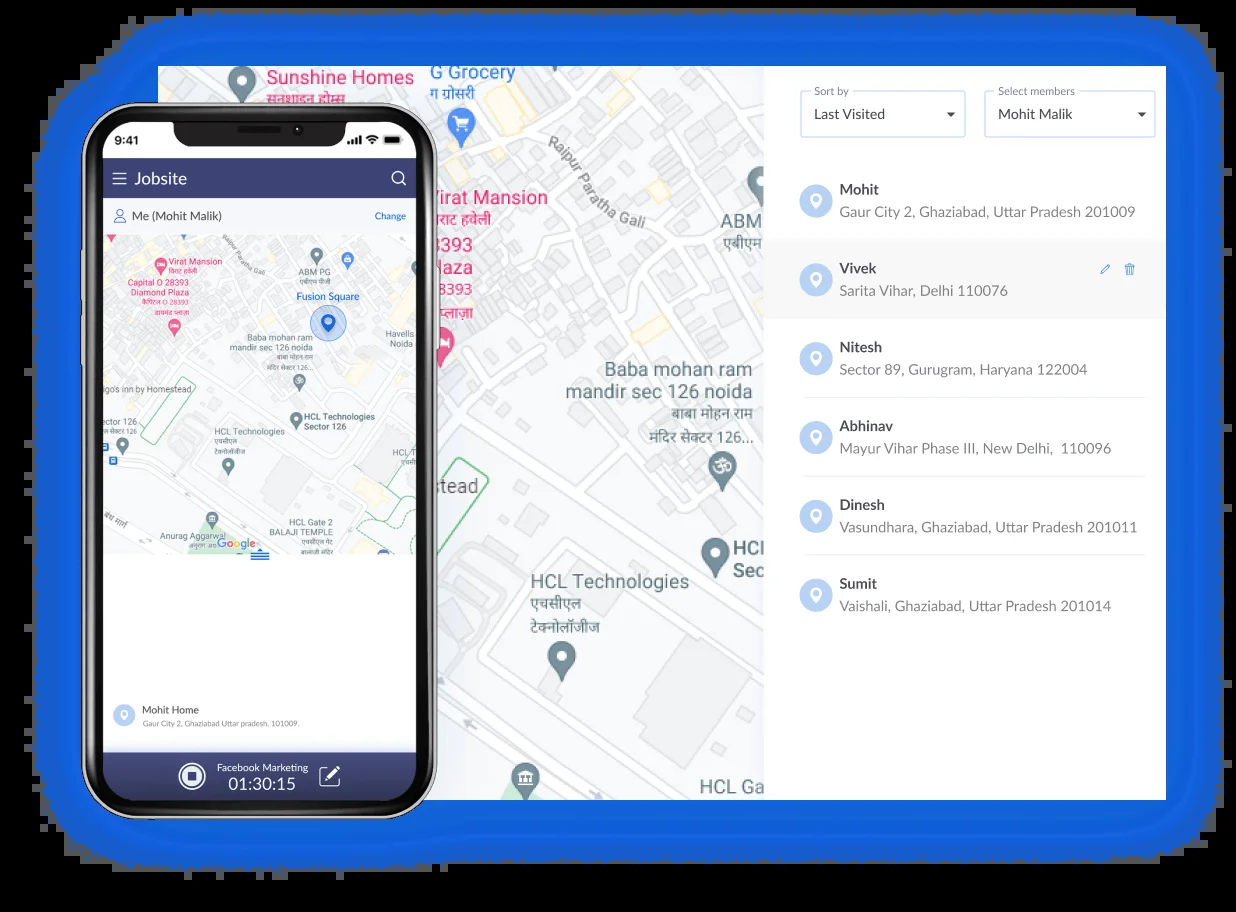 Sunshine Homes
सनशाइन होम्स
G Grocery
ग ग्रोसरी
Raipur Paratha Gali
ABM
एबीएम
Virat Mansion
विराट हवेली
8393
laza
8393
प्लाज़ा
Baba mohan ram
mandir sec 126 noida
बाबा मोहन राम
मंदिर सेक्टर 126...
stead
HCL
Sec
HCL Technologies
एचसीएल
टेक्नोलॉजीज
HCL Ga
9:41
Jobsite
Me (Mohit Malik)
Change
Raipur Paratha Gali
Virat Mansion
विराट हवेली
Capital O 28393
Diamond Plaza
कैपिटल O 28393
डायमंड प्लाज़ा
ABM PG
एबीएम पीजी
Fusion Square
Baba mohan ram
mandir sec 126 noida
बाबा मोहन राम
मंदिर सेक्टर 126...
Havells
Noida
igo's inn by Homestead
ector 126
HCL Technologies
Sector 126
HCL Technologies
एचसीएल
टेक्नोलॉजीज
HCL T
एचसी
Anurag Aggarwal
Google
HCL Gate 2
BALAJI TEMPLE
एचसीएल गेट
बालाजी मंदिर
Mohit Home
Gaur City 2, Ghaziabad Uttar pradesh. 101009.
Facebook Marketing
01:30:15
Sort by
Last Visited
Select members
Mohit Malik
Mohit
Gaur City 2, Ghaziabad, Uttar Pradesh 201009
Vivek
Sarita Vihar, Delhi 110076
Nitesh
Sector 89, Gurugram, Haryana 122004
Abhinav
Mayur Vihar Phase III, New Delhi,  110096
Dinesh
Vasundhara, Ghaziabad, Uttar Pradesh 201011
Sumit
Vaishali, Ghaziabad, Uttar Pradesh 201014